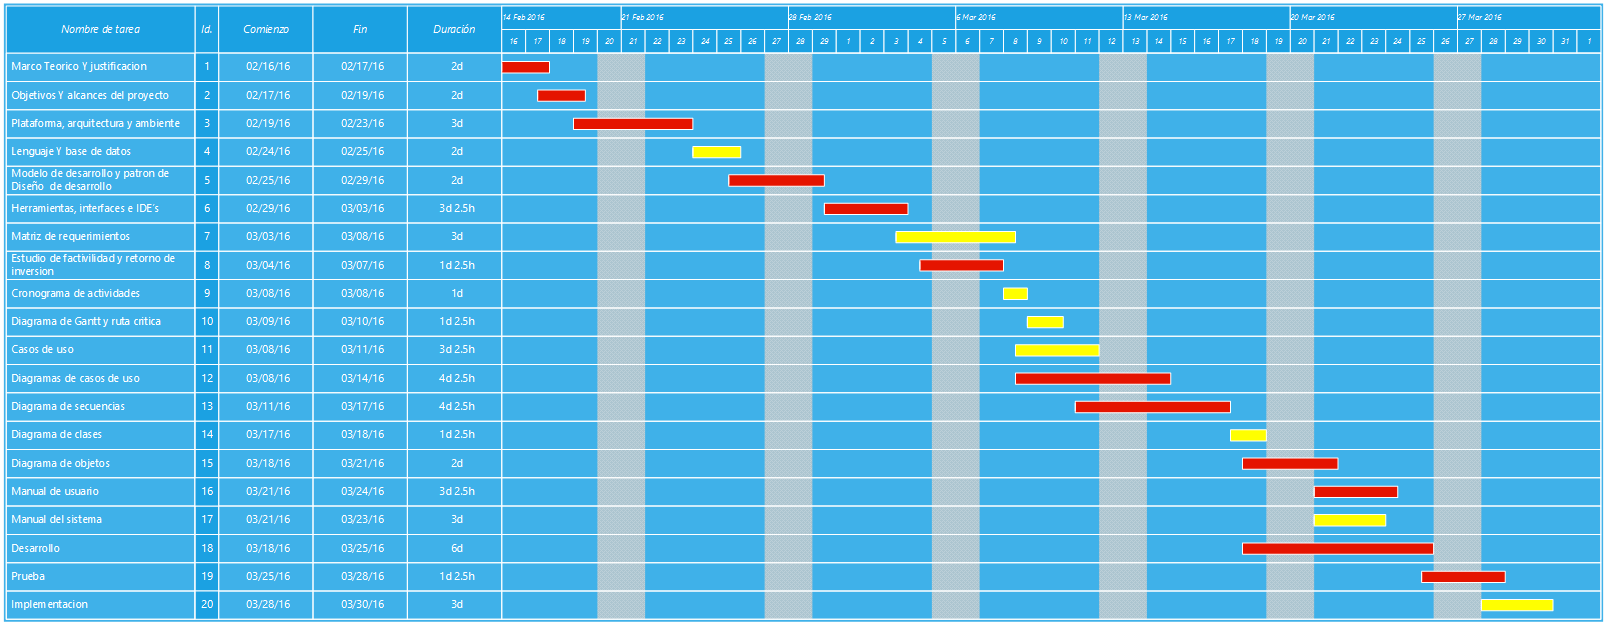 Nombre de tarea Id. Comienzo Fin Duración 14 Feb 2016 21 Feb 2016 28 Feb 2016 6 Mar 2016 13 Mar 2016 20 Mar 2016 27 Mar 2016
16 17 18 19 20 21 22 23 24 25 26 27 28 29 1 2 3 4 5 6 7 8 9 10 11 12 13 14 15 16 17 18 19 20 21 22 23 24 25 26 27 28 29 30 31 1
Marco Teorico Y justificacion 1 02/16/16 02/17/16 2d
Objetivos Y alcances del proyecto 2 02/17/16 02/19/16 2d
Plataforma, arquitectura y ambiente 3 02/19/16 02/23/16 3d
Lenguaje Y base de datos 4 02/24/16 02/25/16 2d
Modelo de desarrollo y patron de
Diseño de desarrollo 5 02/25/16 02/29/16 2d
Herramientas, interfaces e IDE's 6 02/29/16 03/03/16 3d 2.5h
Matriz de requerimientos 7 03/03/16 03/08/16 3d
Estudio de factivilidad y retorno de
inversion 8 03/04/16 03/07/16 1d 2.5h
Cronograma de actividades 9 03/08/16 03/08/16 1d
Diagrama de Gantt y ruta critica 10 03/09/16 03/10/16 1d 2.5h
Casos de uso 11 03/08/16 03/11/16 3d 2.5h
Diagramas de casos de uso 12 03/08/16 03/14/16 4d 2.5h
Diagrama de secuencias 13 03/11/16 03/17/16 4d 2.5h
Diagrama de clases 14 03/17/16 03/18/16 1d 2.5h
Diagrama de objetos 15 03/18/16 03/21/16 2d
Manual de usuario 16 03/21/16 03/24/16 3d 2.5h
Manual del sistema 17 03/21/16 03/23/16 3d
Desarrollo 18 03/18/16 03/25/16 6d
Prueba 19 03/25/16 03/28/16 1d 2.5h
Implementacion 20 03/28/16 03/30/16 3d